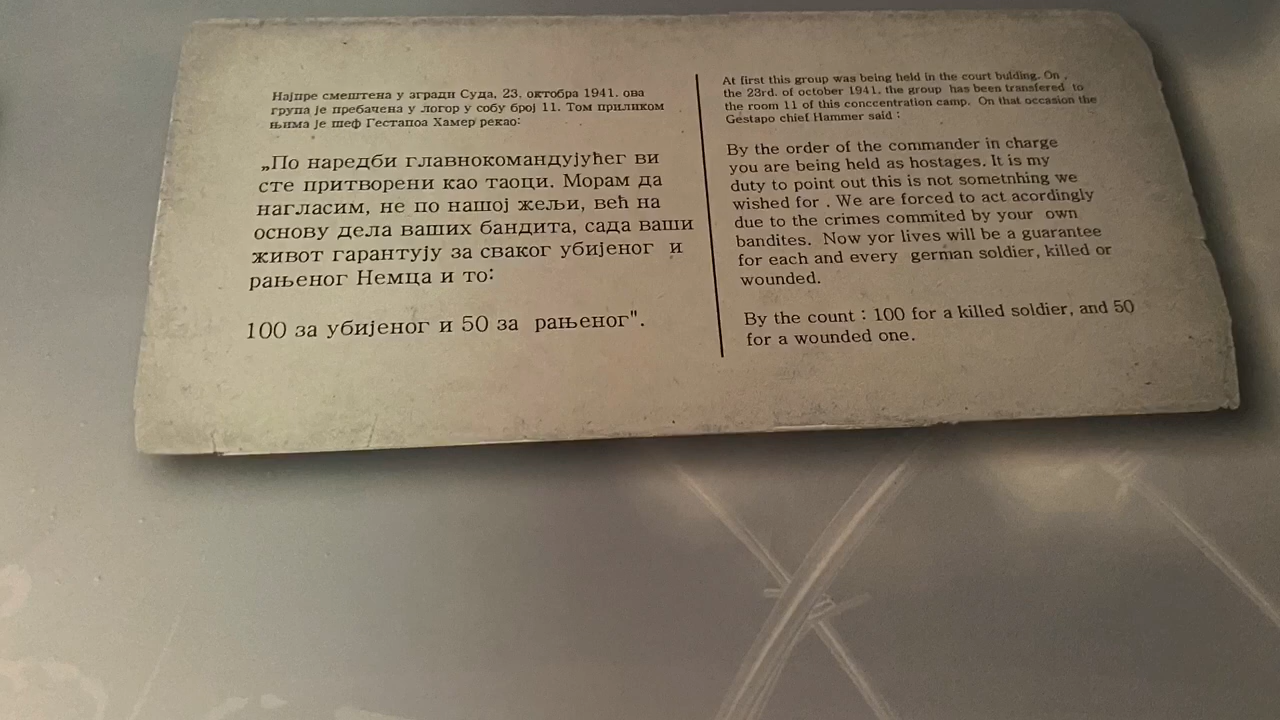 Најпре смештена у згради Суда, 23. октобра 1941. ова
група је пребачена у логор у собу број 11. Том приликом
њима је шеф Гестапоа Хамер рекао:
„По наредби главнокомандујућег ви
сте притворени као таоци. Морам да
нагласим, не по нашој жељи, већ на
основу дела ваших бандита, сада ваши
живот гарантују за сваког убијеног и
рањеног Немца и то:
100 за убијеног и 50 за рањеног".
At first this group was being held in the court bulding. On .
the 23rd. of october 1941. the group has been transfered to
the room 11 of this conccentration camp. On that occasion the
Gestapo chief Hammer said :
By the order of the commander in charge
you are being held as hostages. It is my
duty to point out this is not sometnhing we
wished for . We are forced to act acordingly
due to the crimes commited by your own
bandites. Now yor lives will be a guarantee
for each and every german soldier, killed or
wounded.
By the count : 100 for a killed soldier, and 50
for a wounded one.